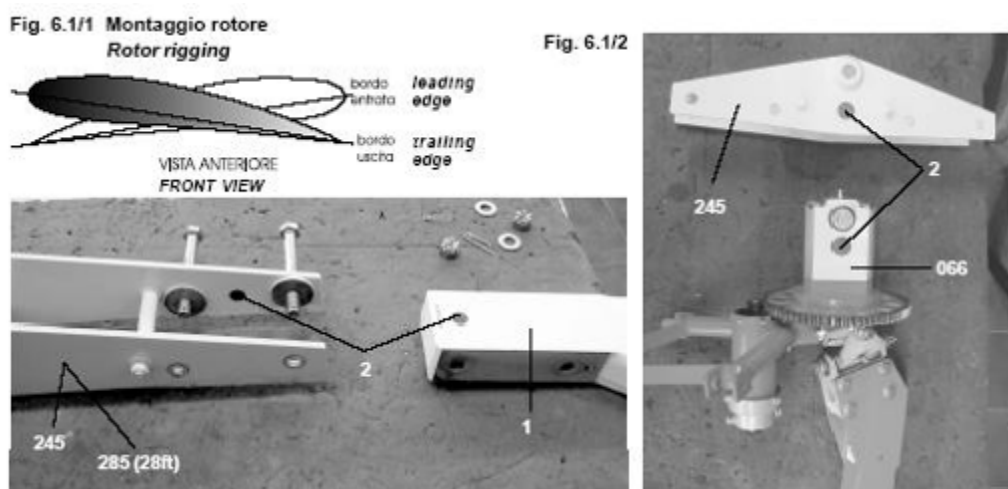 Fig. 6.1/1 Montaggio rotore
Rotor rigging
bordo entrata leading edge
bordo uscita trailing edge
VISTA ANTERIORE
FRONT VIEW
2
1
245
285 (28ft)
Fig. 6.1/2
2
245
066